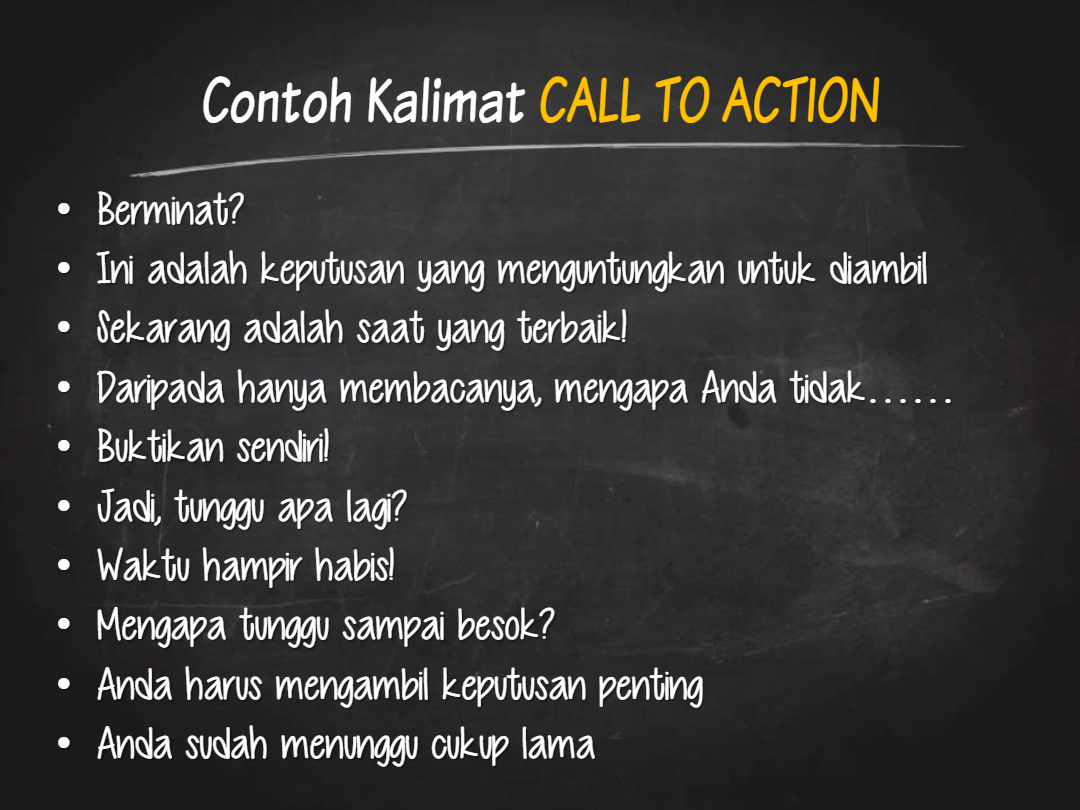 Contoh Kalimat CALL TO ACTION
• Berminat?
• Ini adalah keputusan yang menguntungkan untuk diambil
• Sekarang adalah saat yang terbaik!
• Daripada hanya membacanya, mengapa Anda tidak......
• Buktikan sendiri!
• Jadi, tunggu apa lagi?
• Waktu hampir habis!
• Mengapa tunggu sampai besok?
• Anda harus mengambil keputusan penting
• Anda sudah menunggu cukup lama